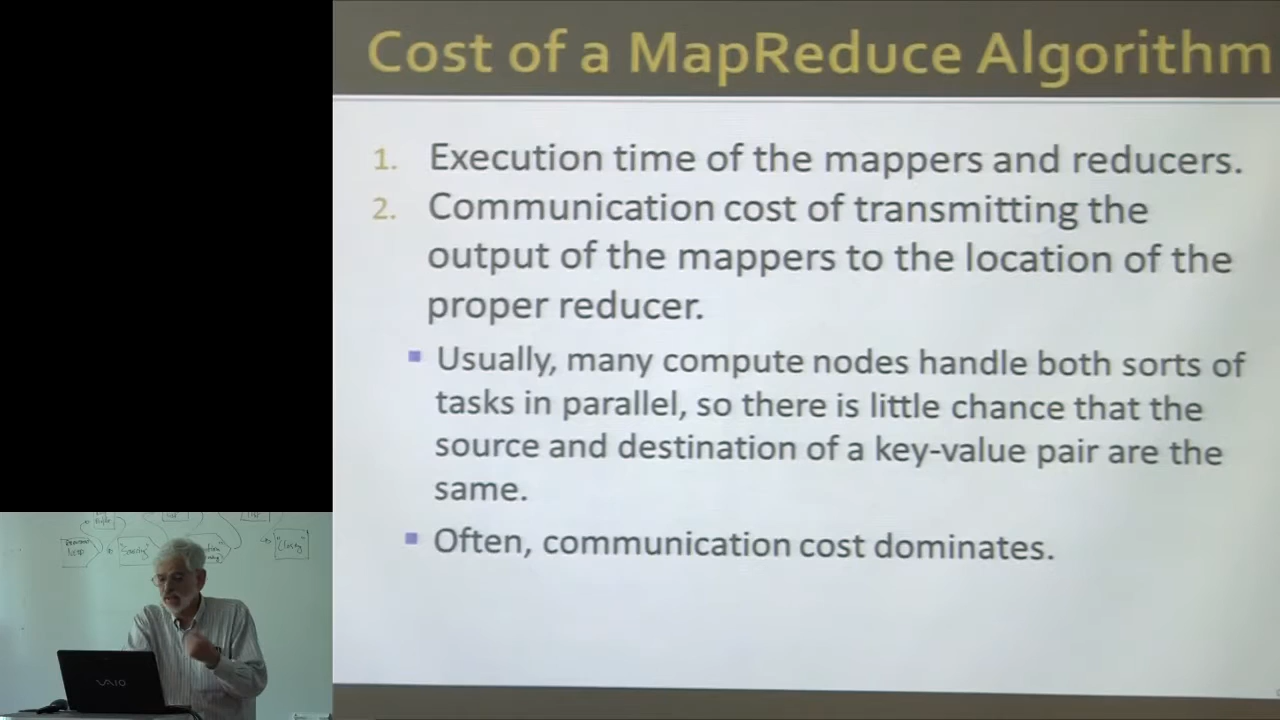 Cost of a MapReduce Algorithm
1. Execution time of the mappers and reducers.
2. Communication cost of transmitting the
output of the mappers to the location of the
proper reducer.
Usually, many compute nodes handle both sorts of
tasks in parallel, so there is little chance that the
source and destination of a key-value pair are the
same.
Often, communication cost dominates.
VAIO